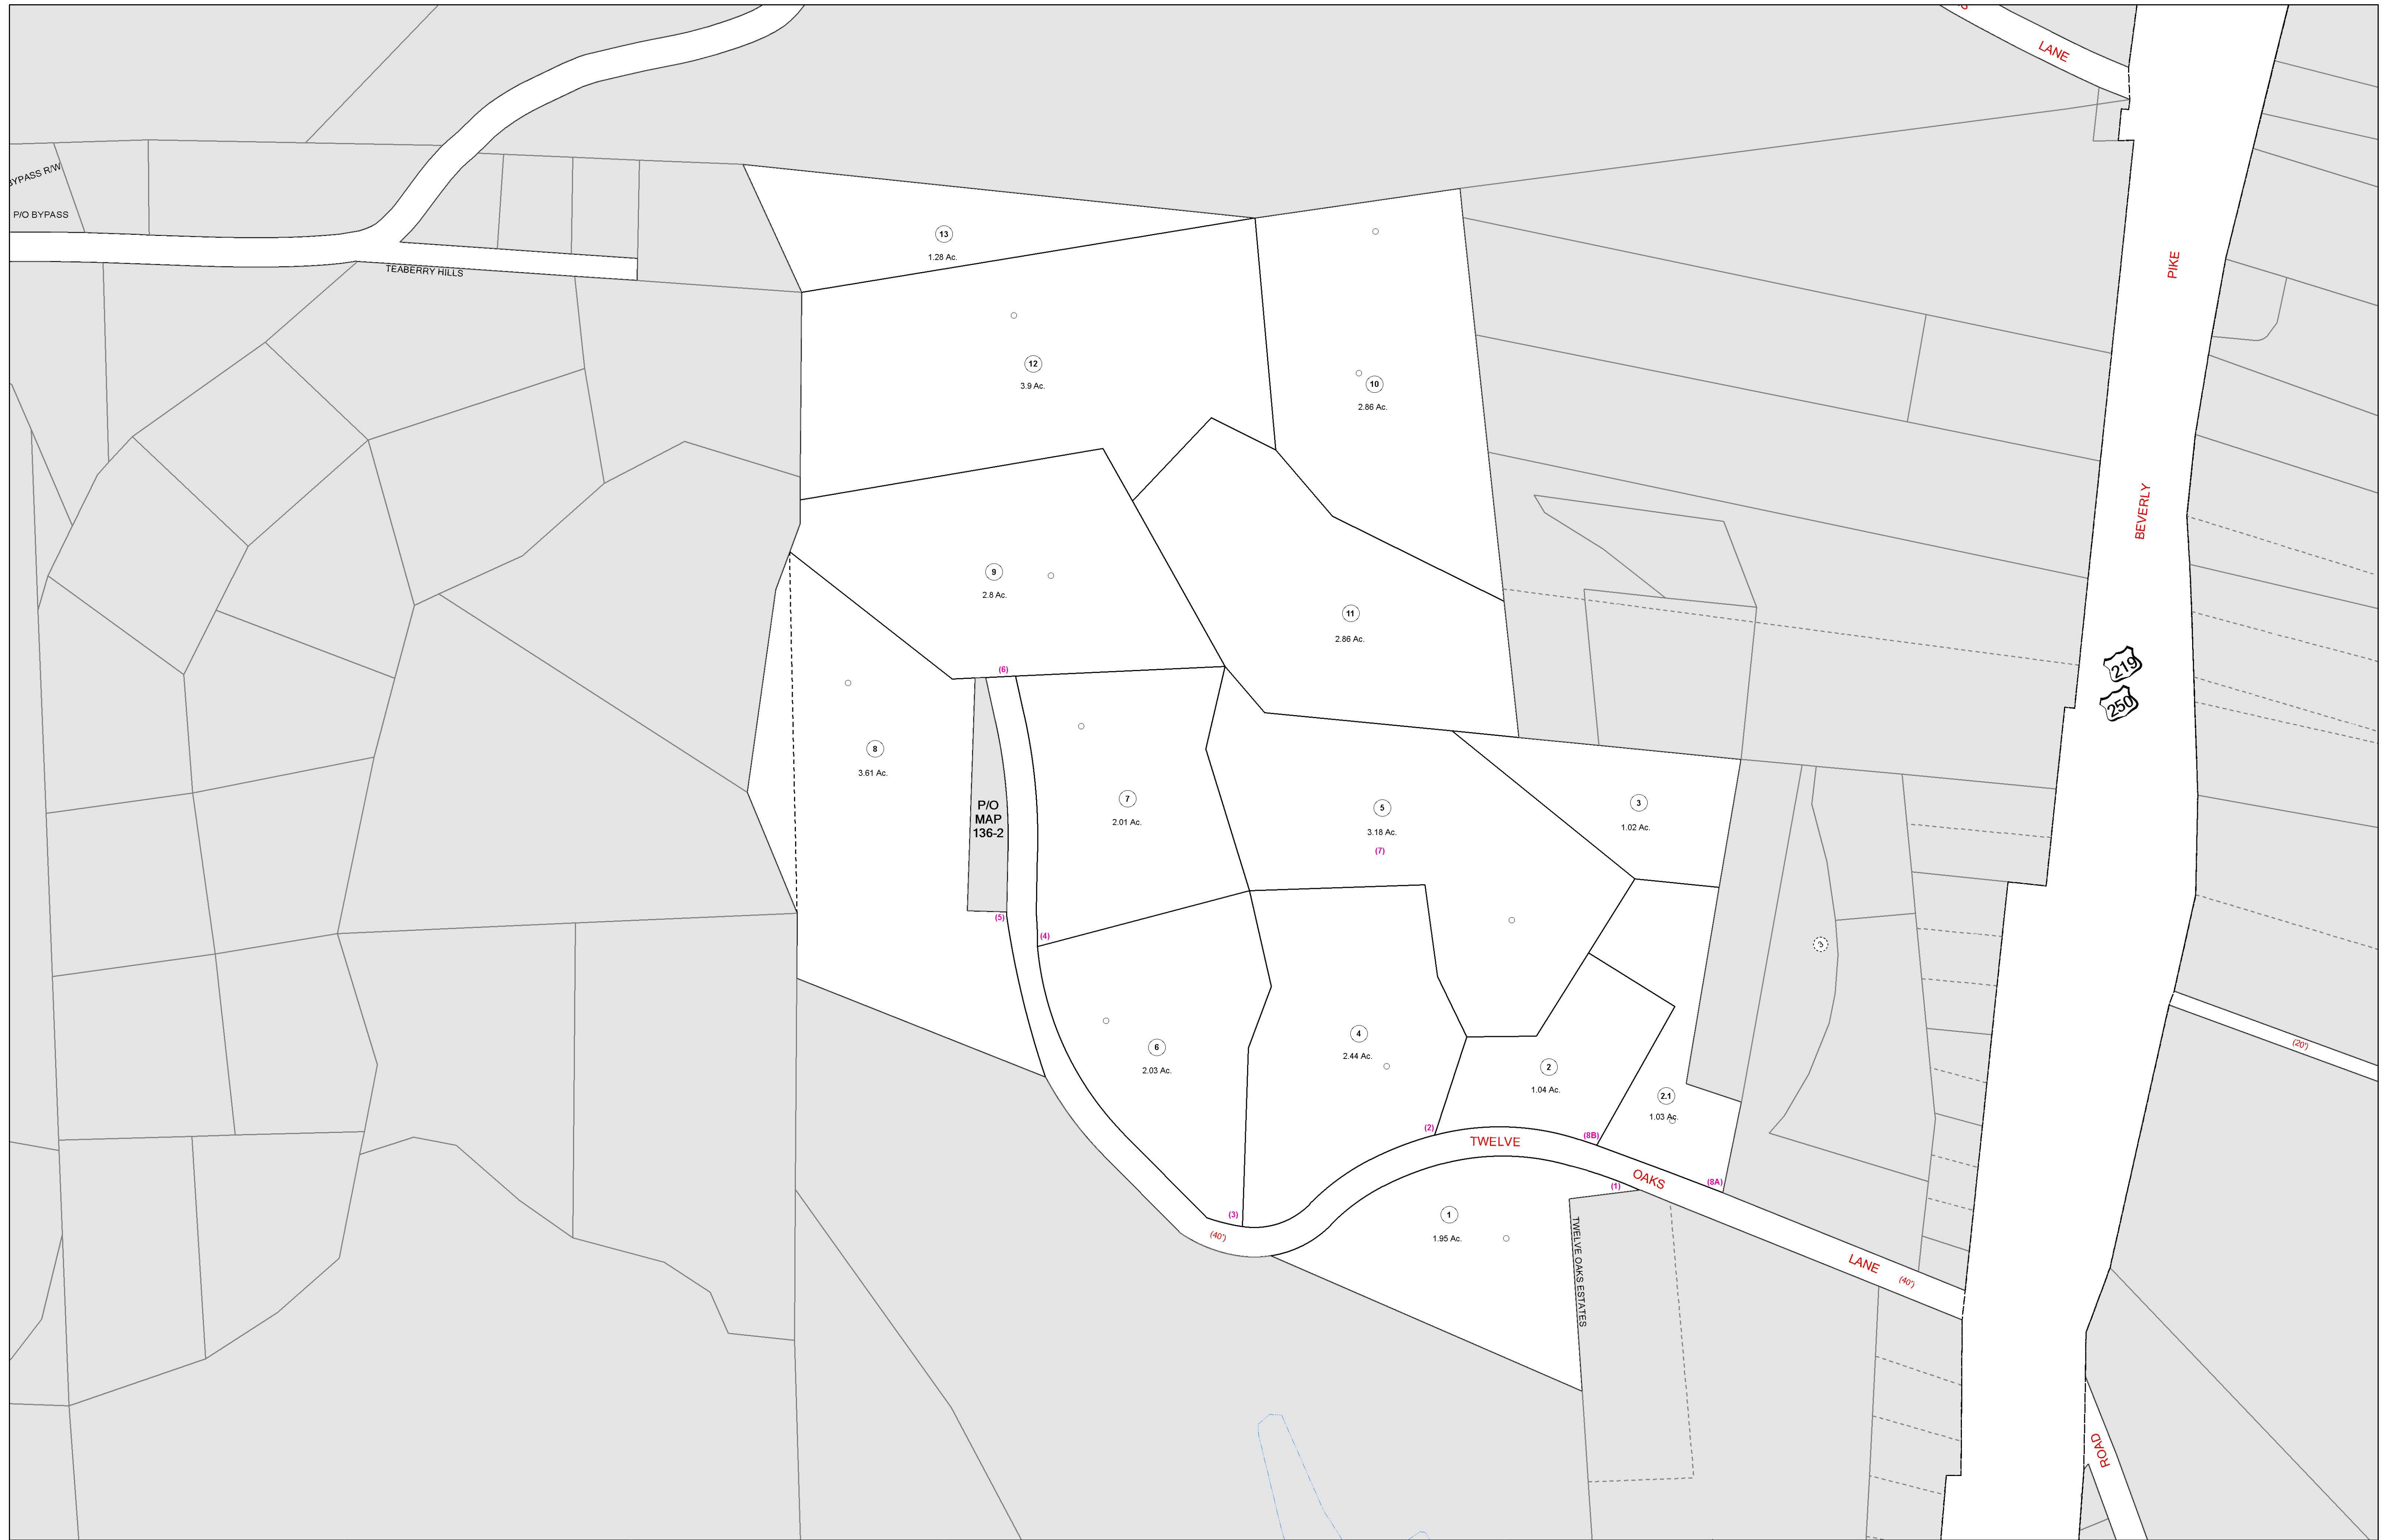 LANE
BYPASS R/W
P/O BYPASS
TEABERRY HILLS
PIKE
13
1.28 Ac.
12
3.9 Ac.
10
2.86 Ac.
BEVERLY
9
2.8 Ac.
11
2.86 Ac.
219
250
(6)
8
3.61 Ac.
P/O
MAP
136-2
7
2.01 Ac.
5
3.18 Ac.
(7)
3
1.02 Ac.
(5)
(4)
3
6
2.03 Ac.
4
2.44 Ac.
2
1.04 Ac.
2.1
1.03 Ac.
(20')
(2)
(8B)
TWELVE
OAKS
(8A)
(1)
(3)
(40')
1
1.95 Ac.
TWELVE OAKS ESTATES
LANE
(40')
ROAD